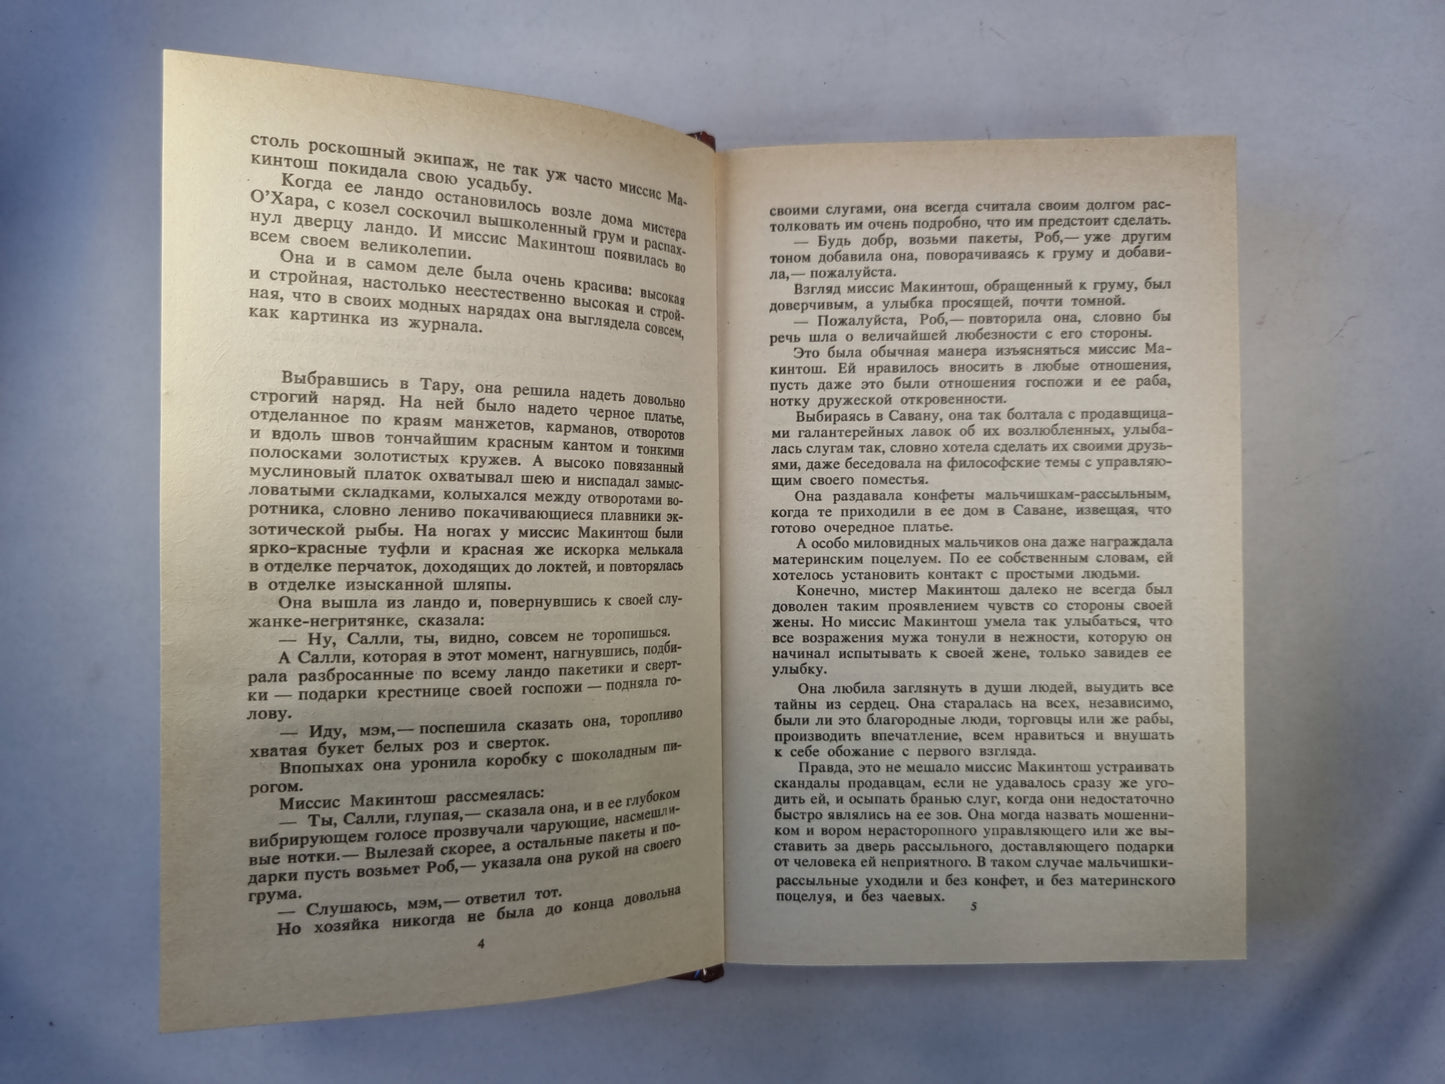 столь роскошный экипаж, не так уж часто миссис Ма-
кинтош покидала свою усадьбу.
Когда ее ландо остановилось возле дома мистера
О’Хара, с козел соскочил вышколенный грум и распах-
нул дверцу ландо. И миссис Макинтош появилась во
всем своем великолепии.
Она и в самом деле была очень красива: высокая
и стройная, настолько неестественно высокая и строй-
ная, что в своих модных нарядах она выглядела совсем,
как картинка из журнала.
Выбравшись в Тару, она решила надеть довольно
строгий наряд. На ней было надето черное платье,
отделанное по краям манжетов, карманов, отворотов
и вдоль швов тончайшим красным кантом и тонкими
полосками золотистых кружев. А высоко повязанный
муслиновый платок охватывал шею и ниспадал замыс-
ловатыми складками, колыхался между отворотами во-
ротника, словно лениво покачивающиеся плавники эк-
зотической рыбы. На ногах у миссис Макинтош были
ярко-красные туфли и красная же искорка мелькала
в отделке перчаток, доходящих до локтей, и повторялась
в отделке изысканной шляпы.
Она вышла из ландо и, повернувшись к своей слу-
жанке-негритянке, сказала:
— Ну, Салли, ты, видно, совсем не торопишься.
А Салли, которая в этот момент, нагнувшись, подби-
рала разбросанные по всему ландо пакетики и сверт-
ки — подарки крестнице своей госпожи — подняла го-
лову.
— Иду, мэм,— поспешила сказать она, торопливо
хватая букет белых роз и сверток.
Впопыхах она уронила коробку с шоколадным пи-
рогом.
Миссис Макинтош рассмеялась:
— Ты, Салли, глупая,— сказала она, и в ее глубоком
вибрирующем голосе прозвучали чарующие, насмешли-
вые нотки.— Вылезай скорее, а остальные пакеты и по-
дарки пусть возьмет Роб,— указала она рукой на своего
грума.
— Слушаюсь, мэм,— ответил тот.
Но хозяйка никогда не была до конца довольна
4
своими слугами, она всегда считала своим долгом рас-
толковать им очень подробно, что им предстоит сделать.
— Будь добр, возьми пакеты, Роб,— уже другим
тоном добавила она, поворачиваясь к груму и добави-
ла,— пожалуйста.
Взгляд миссис Макинтош, обращенный к груму, был
доверчивым, а улыбка просящей, почти томной.
— Пожалуйста, Роб,— повторила она, словно бы
речь шла о величайшей любезности с его стороны.
Это была обычная манера изъясняться миссис Ма-
кинтош. Ей нравилось вносить в любые отношения,
пусть даже это были отношения госпожи и ее раба,
нотку дружеской откровенности.
Выбираясь в Савану, она так болтала с продавщица-
ми галантерейных лавок об их возлюбленных, улыба-
лась слугам так, словно хотела сделать их своими друзь-
ями, даже беседовала на философские темы с управляю-
щим своего поместья.
Она раздавала конфеты мальчишкам-рассыльным,
когда те приходили в ее дом в Саване, извещая, что
готово очередное платье.
А особо миловидных мальчиков она даже награждала
материнским поцелуем. По ее собственным словам, ей
хотелось установить контакт с простыми людьми.
Конечно, мистер Макинтош далеко не всегда был
доволен таким проявлением чувств со стороны своей
жены. Но миссис Макинтош умела так улыбаться, что
все возражения мужа тонули в нежности, которую он
начинал испытывать к своей жене, только завидев ее
улыбку.
Она любила заглянуть в души людей, выудить все
тайны из сердец. Она старалась на всех, независимо,
были ли это благородные люди, торговцы или же рабы,
производить впечатление, всем нравиться и внушать
к себе обожание с первого взгляда.
Правда, это не мешало миссис Макинтош устраивать
скандалы продавцам, если не удавалось сразу же уго-
дить ей, и осыпать бранью слуг, когда они недостаточно
быстро являлись на ее зов. Она могда назвать мошенни-
ком и вором нерасторопного управляющего или же вы-
ставить за дверь рассыльного, доставляющего подарки
от человека ей неприятного. В таком случае мальчишки-
рассыльные уходили и без конфет, и без материнского
поцелуя, и без чаевых.
5